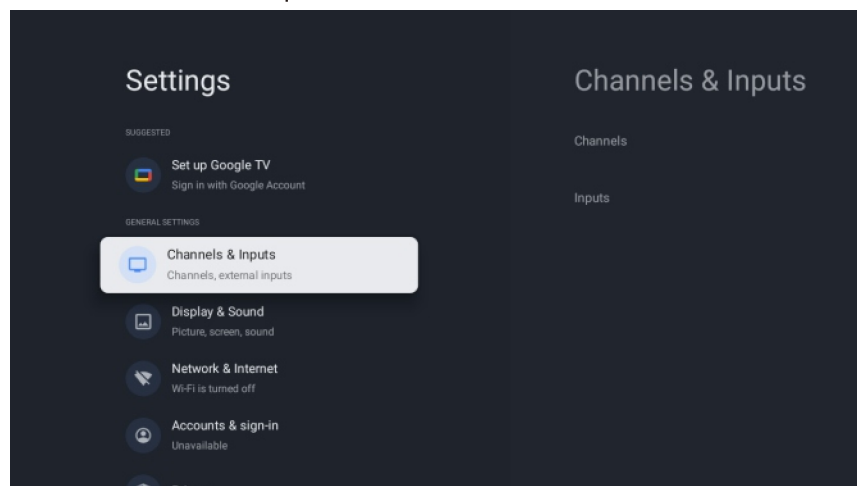 Settings
SUGGESTED
Set up Google TV
Sign in with Google Account
GENERAL SETTINGS
Channels & Inputs
Channels, external inputs
Display & Sound
Picture, screen, sound
Network & Internet
Wi-Fi is turned off
Accounts & sign-in
Unavailable
Channels & Inputs
Channels
Inputs